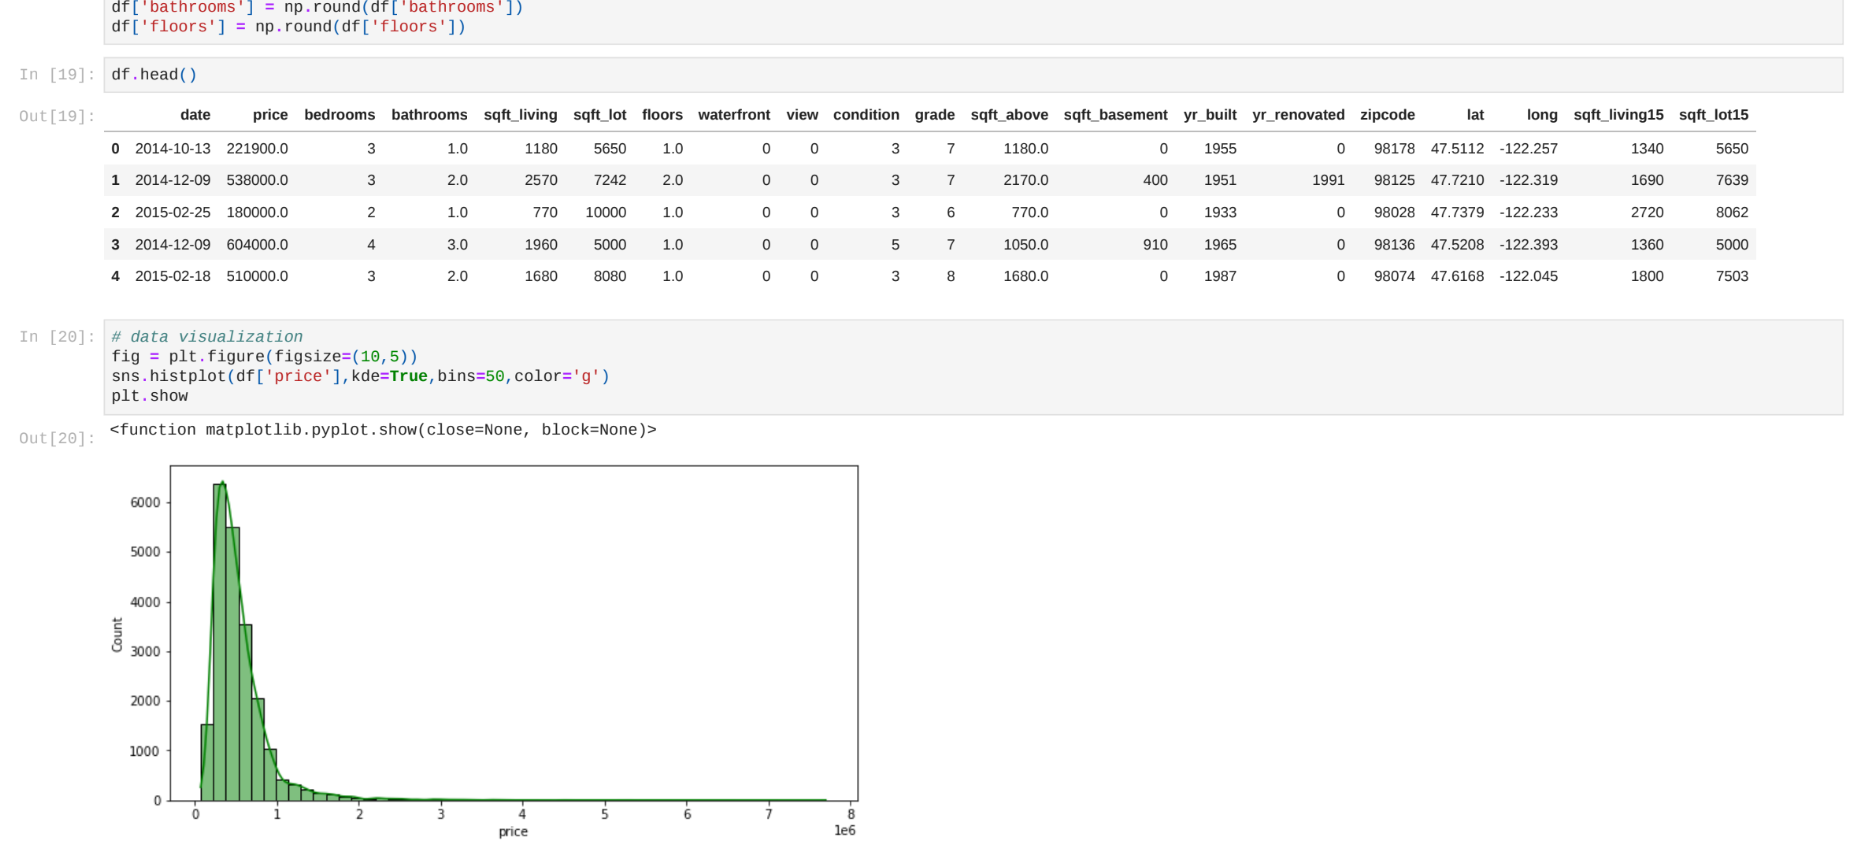 df['bathrooms'] = np.round(df['bathrooms'])
df['floors'] = np.round(df['floors'])
In [19]: df.head()
Out[19]: date price bedrooms bathrooms sqft_living sqft_lot floors waterfront view condition grade sqft_above sqft_basement yr_built yr_renovated zipcode lat long sqft_living15 sqft_lot15
0 2014-10-13 221900.0 3 1.0 1180 5650 1.0 0 0 3 7 1180.0 0 1955 0 98178 47.5112 -122.257 1340 5650
1 2014-12-09 538000.0 3 2.0 2570 7242 2.0 0 0 3 7 2170.0 400 1951 1991 98125 47.7210 -122.319 1690 7639
2 2015-02-25 180000.0 2 1.0 770 10000 1.0 0 0 3 6 770.0 0 1933 0 98028 47.7379 -122.233 2720 8062
3 2014-12-09 604000.0 4 3.0 1960 5000 1.0 0 0 5 7 1050.0 910 1965 0 98136 47.5208 -122.393 1360 5000
4 2015-02-18 510000.0 3 2.0 1680 8080 1.0 0 0 3 8 1680.0 0 1987 0 98074 47.6168 -122.045 1800 7503
In [20]: # data visualization
fig = plt.figure(figsize=(10,5))
sns.histplot(df['price'],kde=True,bins=50,color='g')
plt.show
Out[20]: <function matplotlib.pyplot.show(close=None, block=None)>
6000
5000
4000
Count
3000
2000
1000
0
0 1 2 3 4 5 6 7 8
price
1e6